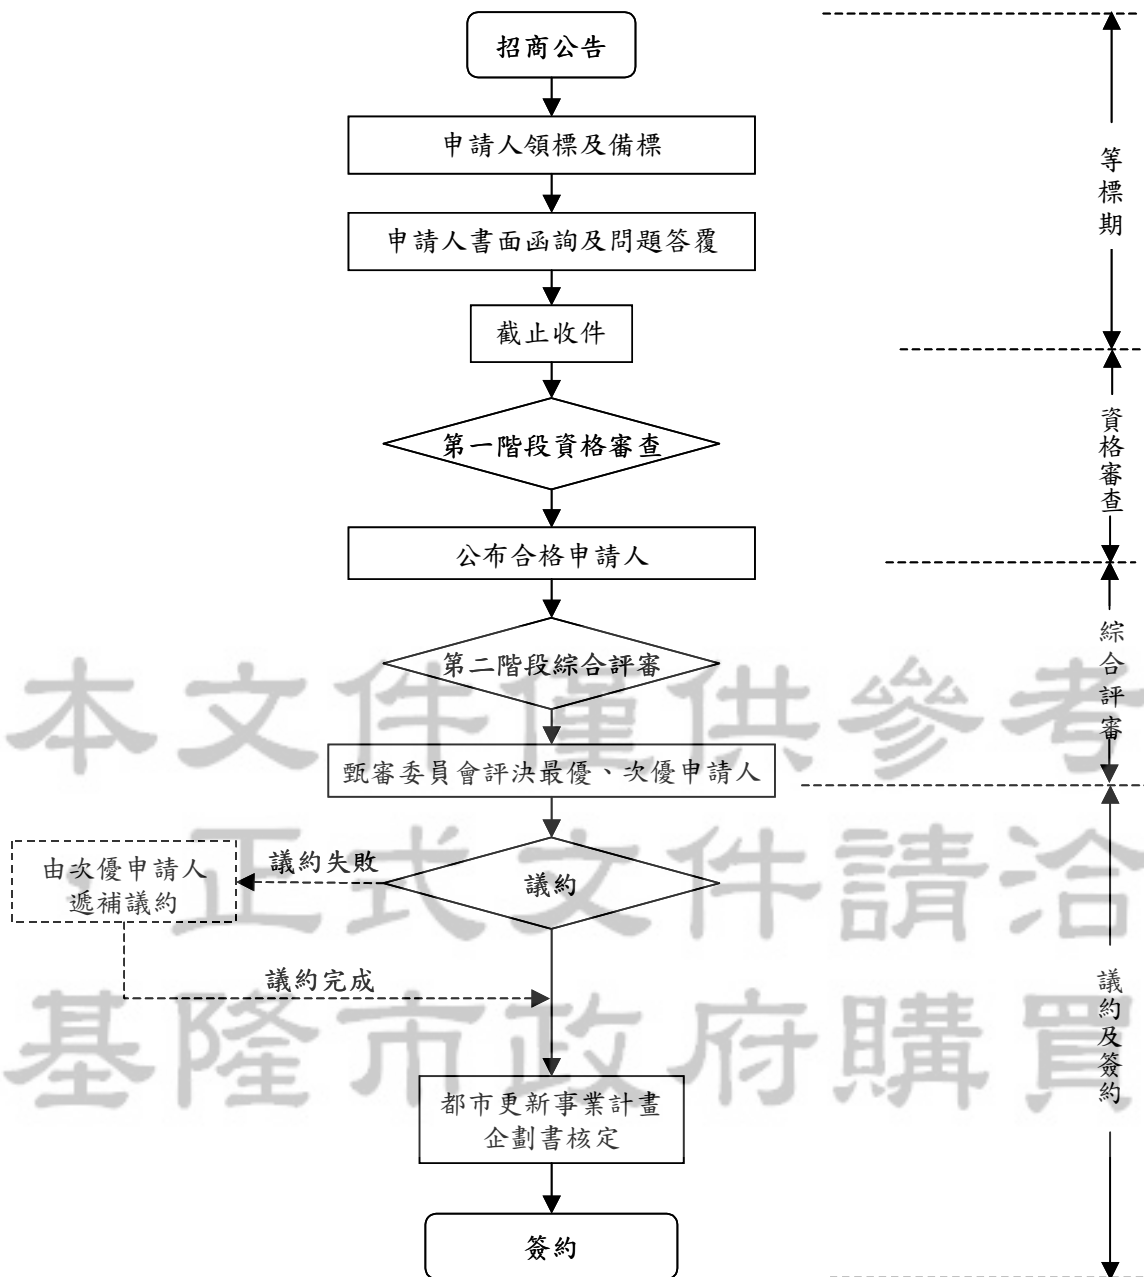 招商公告
申請人領標及備標
申請人書面函詢及問題答覆
截止收件
第一階段資格審查
公布合格申請人
第二階段綜合評審
甄審委員會評決最優、次優申請人
議約
議約失敗
由次優申請人
遞補議約
議約完成
都市更新事業計畫
企劃書核定
簽約
等標期
資格審查
綜合評審
議約及簽約
本文件僅供參考
正式文件請洽
基隆市政府購買